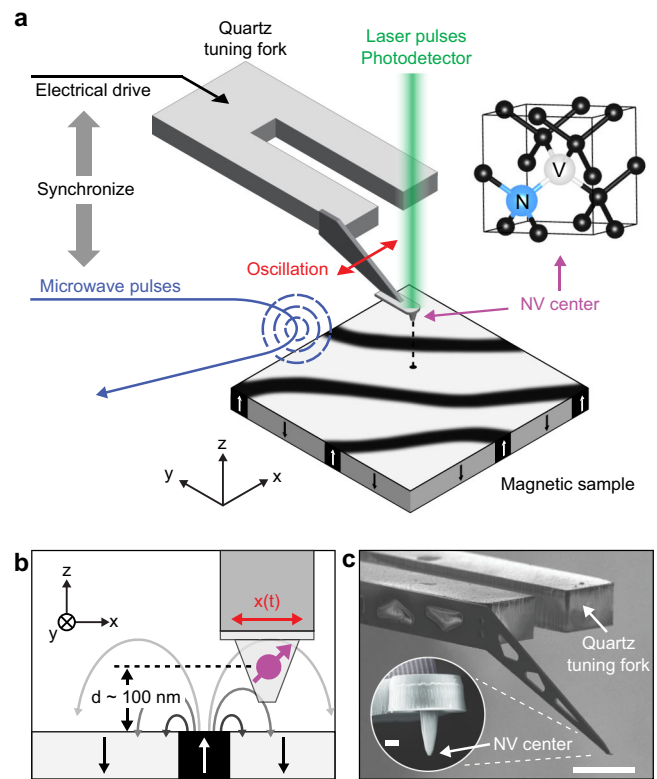 a
Quartz
tuning fork
Laser pulses
Photodetector
Electrical drive
Synchronize
V
N
Oscillation
Microwave pulses
NV center
z
y
x
Magnetic sample
b
z
x
y
x(t)
d ~ 100 nm
c
Quartz
tuning fork
NV center